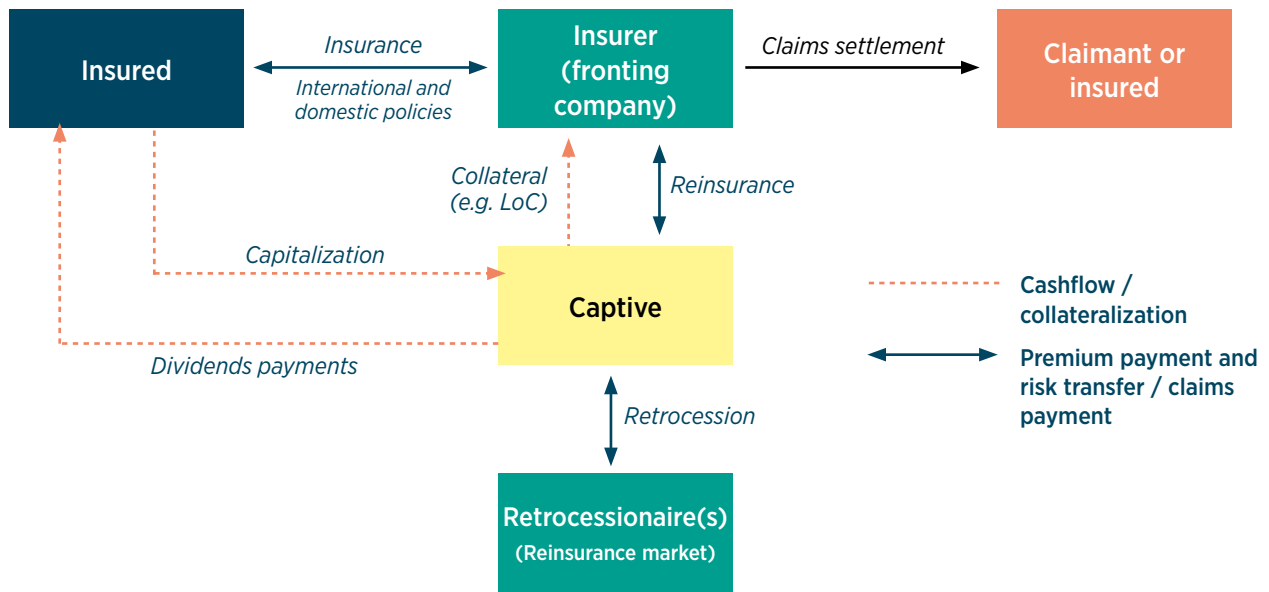 Insured
Insurance
International and
domestic policies
Insurer
(fronting
company)
Claims settlement
Claimant or
insured
Collateral
(e.g. LoC)
Reinsurance
Capitalization
Captive
Dividends payments
Cashflow /
collateralization
Premium payment and
risk transfer / claims
payment
Retrocession
Retrocessionaire(s)
(Reinsurance market)